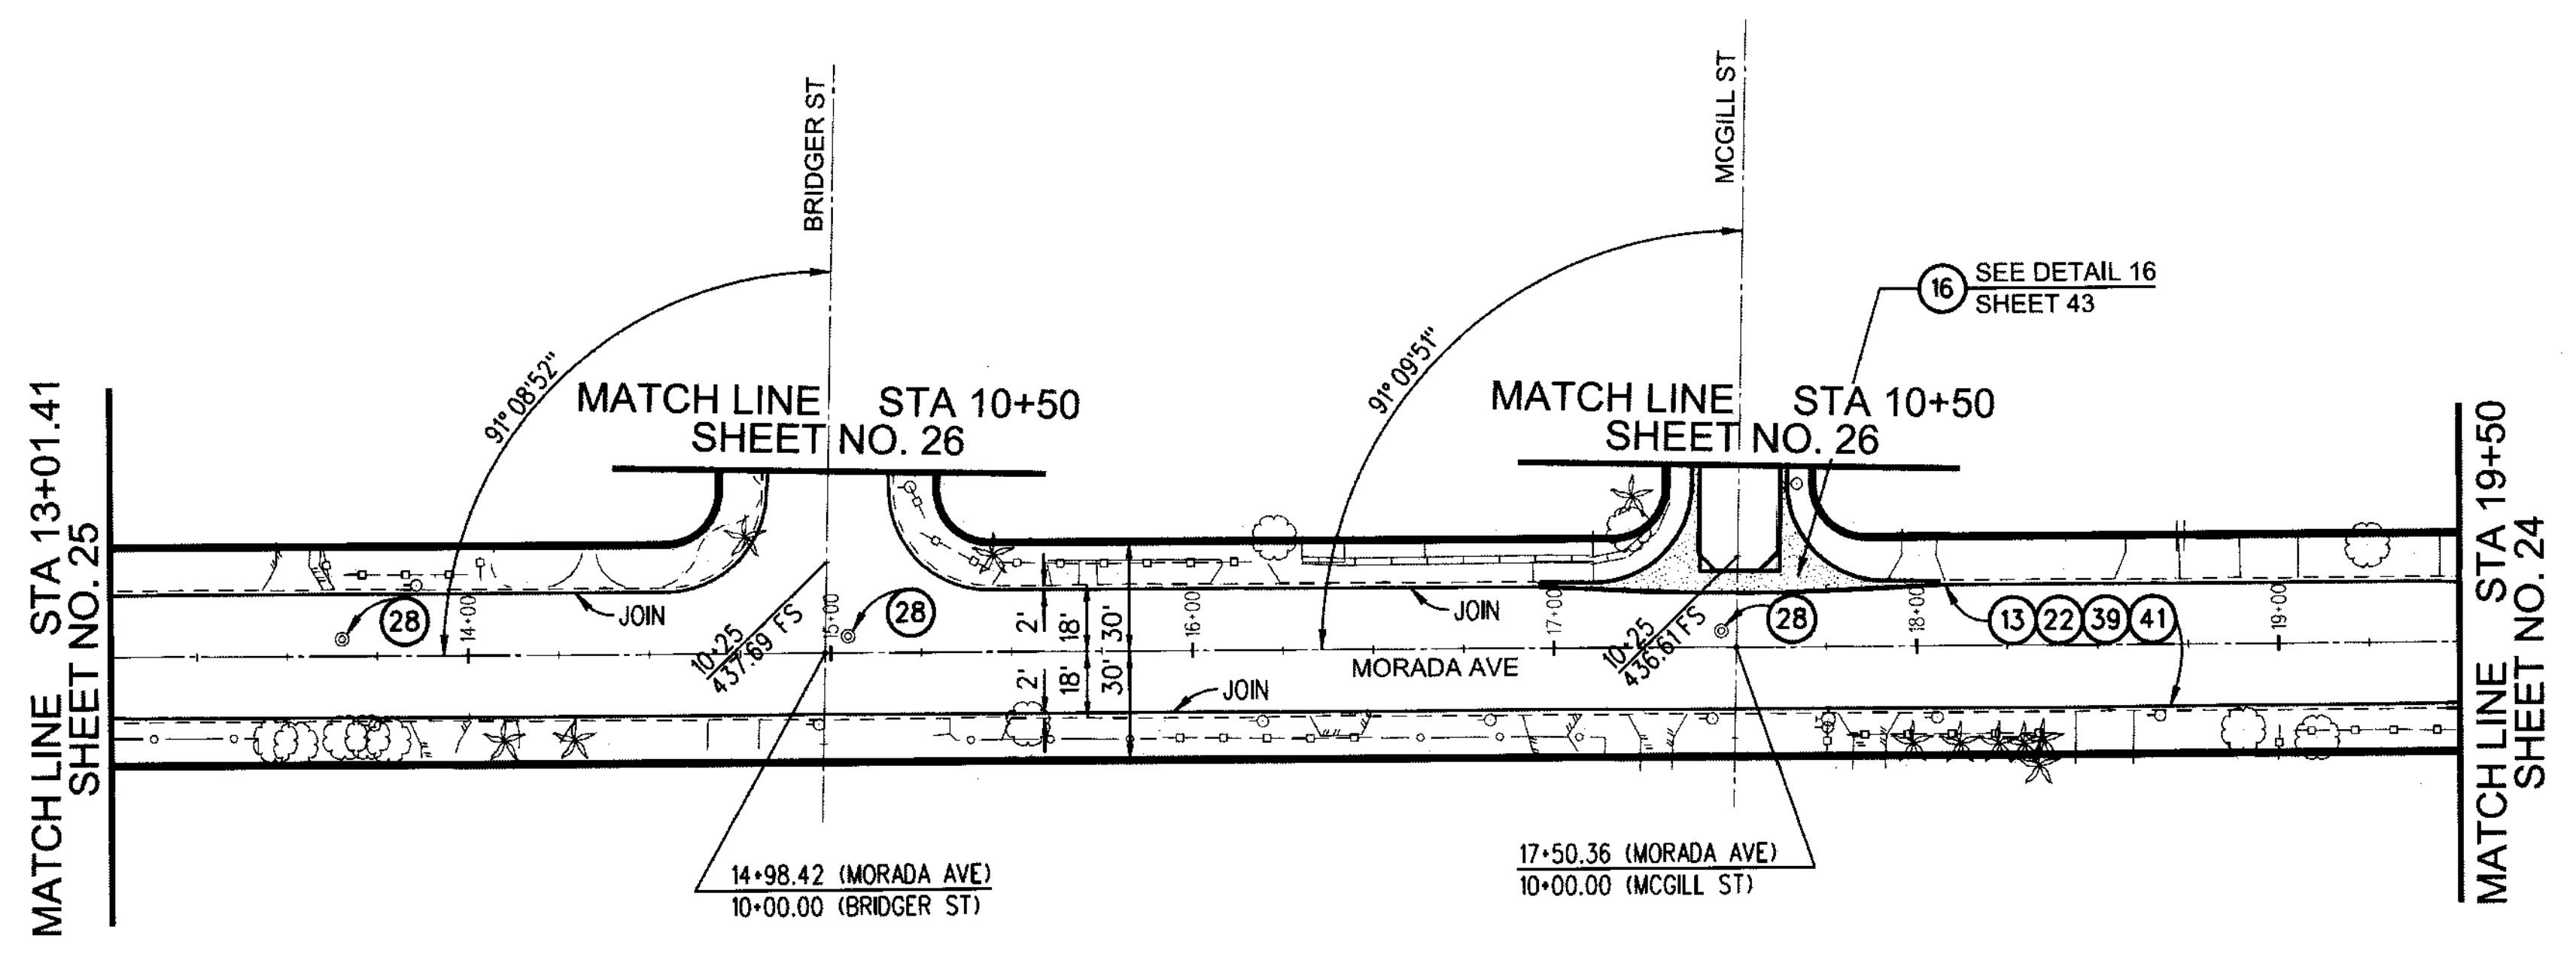 BRIDGER ST
MCGILL ST
16
SEE DETAIL 16
SHEET 43
91°08'52"
91°09'51"
MATCH LINE STA 10+50
SHEET NO. 26
MATCH LINE STA 10+50
SHEET NO. 26
MATCH LINE STA 13+01.41
SHEET NO. 25
28
14+00
JOIN
10+25
437.69 FS
15+00
28
2'
18'
30'
2'
18'
30'
16+00
JOIN
17+00
10+25
436.61 FS
28
18+00
13 22 39 41
19+00
MORADA AVE
JOIN
MATCH LINE STA 19+50
SHEET NO. 24
14+98.42 (MORADA AVE)
10+00.00 (BRIDGER ST)
17+50.36 (MORADA AVE)
10+00.00 (MCGILL ST)